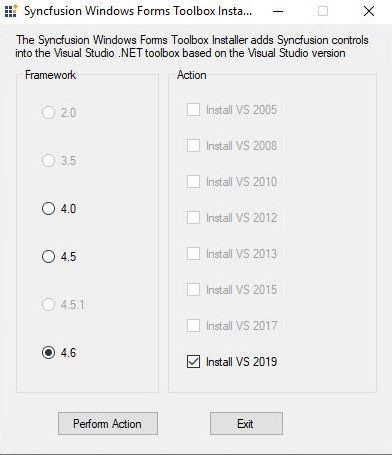 Syncfusion Windows Forms Toolbox Insta...
The Syncfusion Windows Forms Toolbox Installer adds Syncfusion controls
into the Visual Studio .NET toolbox based on the Visual Studio version
Framework
2.0
3.5
4.0
4.5
4.5.1
4.6
Action
Install VS 2005
Install VS 2008
Install VS 2010
Install VS 2012
Install VS 2013
Install VS 2015
Install VS 2017
Install VS 2019
Perform Action
Exit